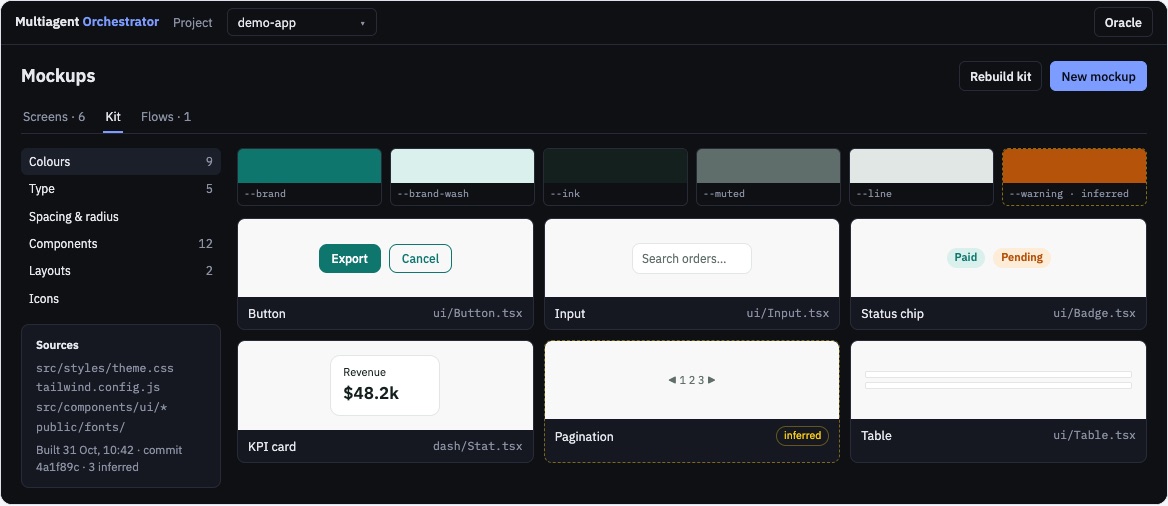 Multiagent Orchestrator Project demo-app Oracle
Mockups Rebuild kit New mockup
Screens · 6 Kit Flows · 1
Colours 9
Type 5
Spacing & radius
Components 12
Layouts 2
Icons
Sources
src/styles/theme.css
tailwind.config.js
src/components/ui/*
public/fonts/
Built 31 Oct, 10:42 · commit
4a1f89c · 3 inferred
--brand --brand-wash --ink --muted --line --warning · inferred
Export Cancel
Button ui/Button.tsx
Search orders...
Input ui/Input.tsx
Paid Pending
Status chip ui/Badge.tsx
Revenue
$48.2k
KPI card dash/Stat.tsx
◀ 1 2 3 ▶
Pagination inferred
Table ui/Table.tsx